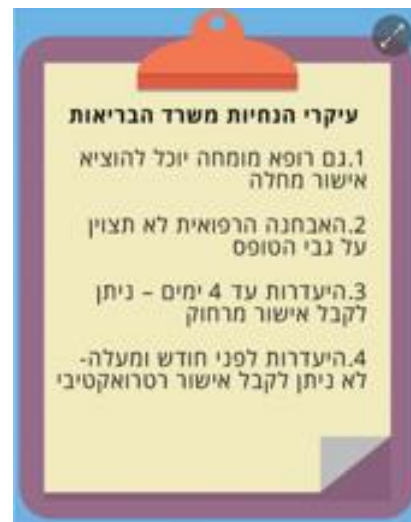 עיקרי הנחיות משרד הבריאות
1.גם רופא מומחה יוכל להוציא
אישור מחלה
2.האבחנה הרפואית לא תצוין
על גבי הטופס
3.היעדרות עד 4 ימים – ניתן
לקבל אישור מרחוק
4.היעדרות לפני חודש ומעלה-
לא ניתן לקבל אישור רטרואקטיבי